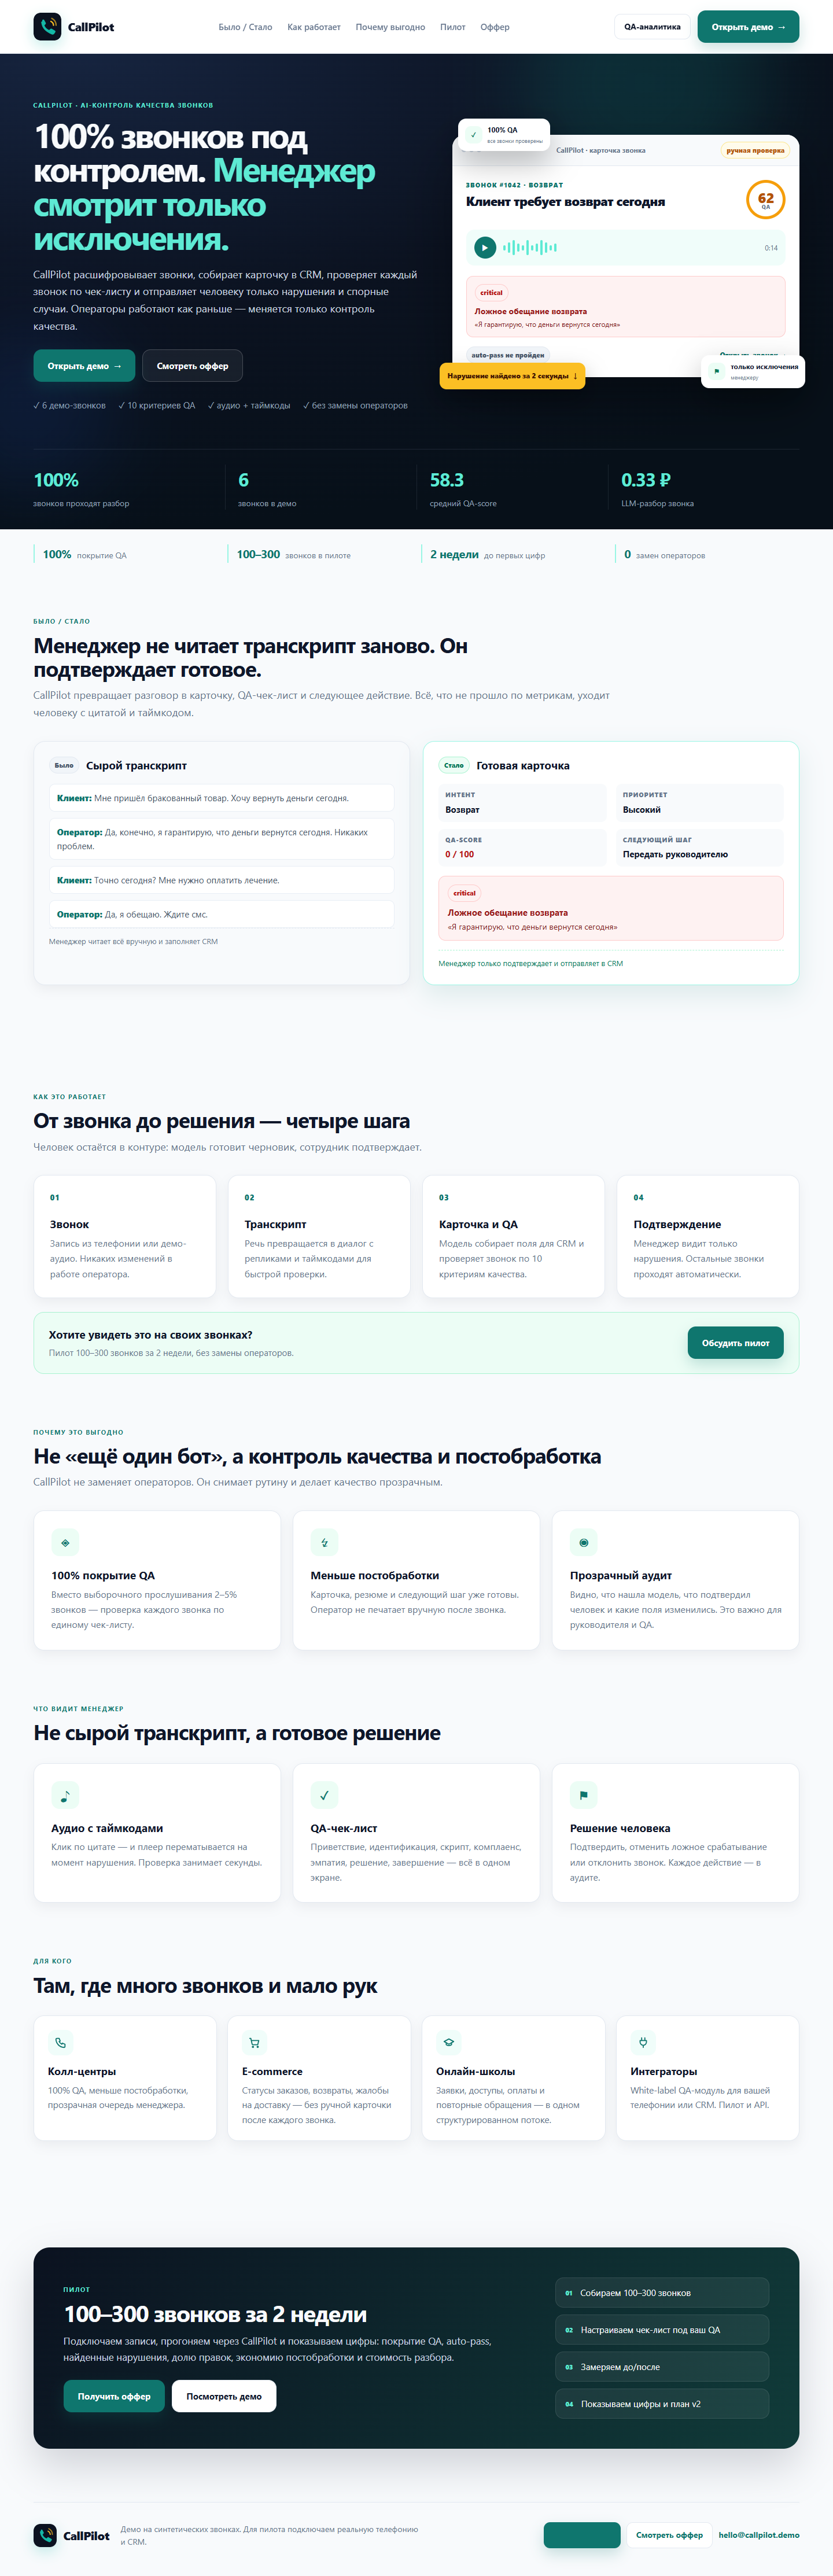 CallPilot
Было / Стало
Как работает
Почему выгодно
Пилот
Оффер
QA-аналитика
Открыть демо →
CALLPILOT · AI-КОНТРОЛЬ КАЧЕСТВА ЗВОНКОВ
100% звонков под
контролем. Менеджер
смотрит только
исключения.
CallPilot расшифровывает звонки, собирает карточку в CRM, проверяет каждый
звонок по чек-листу и отправляет человеку только нарушения и спорные
случаи. Операторы работают как раньше — меняется только контроль
качества.
Открыть демо →
Смотреть оффер
✓ 6 демо-звонков
✓ 10 критериев QA
✓ аудио + таймкоды
✓ без замены операторов
✓ 100% QA
все звонки проверены
CallPilot · карточка звонка
ручная проверка
ЗВОНОК #1042 · ВОЗВРАТ
Клиент требует возврат сегодня
62
QA
0:14
critical
Ложное обещание возврата
«Я гарантирую, что деньги вернутся сегодня»
auto-pass не пройден
Нарушение найдено за 2 секунды ↓
только исключения
менеджеру
100%
звонков проходят разбор
6
звонков в демо
58.3
средний QA-score
0.33 ₽
LLM-разбор звонка
100% покрытие QA
100–300 звонков в пилоте
2 недели до первых цифр
0 замен операторов
БЫЛО / СТАЛО
Менеджер не читает транскрипт заново. Он
подтверждает готовое.
CallPilot превращает разговор в карточку, QA-чек-лист и следующее действие. Всё, что не прошло по метрикам, уходит
человеку с цитатой и таймкодом.
Было
Сырой транскрипт
Клиент: Мне пришёл бракованный товар. Хочу вернуть деньги сегодня.
Оператор: Да, конечно, я гарантирую, что деньги вернутся сегодня. Никаких
проблем.
Клиент: Точно сегодня? Мне нужно оплатить лечение.
Оператор: Да, я обещаю. Ждите смс.
Менеджер читает всё вручную и заполняет CRM
Стало
Готовая карточка
ИНТЕНТ
Возврат
ПРИОРИТЕТ
Высокий
QA-SCORE
0 / 100
СЛЕДУЮЩИЙ ШАГ
Передать руководителю
critical
Ложное обещание возврата
«Я гарантирую, что деньги вернутся сегодня»
Менеджер только подтверждает и отправляет в CRM
КАК ЭТО РАБОТАЕТ
От звонка до решения — четыре шага
Человек остаётся в контуре: модель готовит черновик, сотрудник подтверждает.
01
Звонок
Запись из телефонии или демо-
аудио. Никаких изменений в
работе оператора.
02
Транскрипт
Речь превращается в диалог с
репликами и таймкодами для
быстрой проверки.
03
Карточка и QA
Модель собирает поля для CRM и
проверяет звонок по 10
критериям качества.
04
Подтверждение
Менеджер видит только
нарушения. Остальные звонки
проходят автоматически.
Хотите увидеть это на своих звонках?
Пилот 100–300 звонков за 2 недели, без замены операторов.
Обсудить пилот
ПОЧЕМУ ЭТО ВЫГОДНО
Не «ещё один бот», а контроль качества и постобработка
CallPilot не заменяет операторов. Он снимает рутину и делает качество прозрачным.
100% покрытие QA
Вместо выборочного прослушивания 2–5%
звонков — проверка каждого звонка по
единому чек-листу.
Меньше постобработки
Карточка, резюме и следующий шаг уже готовы.
Оператор не печатает вручную после звонка.
Прозрачный аудит
Видно, что нашла модель, что подтвердил
человек и какие поля изменились. Это важно для
руководителя и QA.
ЧТО ВИДИТ МЕНЕДЖЕР
Не сырой транскрипт, а готовое решение
Аудио с таймкодами
Клик по цитате — и плеер перематывается на
момент нарушения. Проверка занимает секунды.
QA-чек-лист
Приветствие, идентификация, скрипт, комплаенс,
эмпатия, решение, завершение — всё в одном
экране.
Решение человека
Подтвердить, отменить ложное срабатывание
или отклонить звонок. Каждое действие — в
аудите.
ДЛЯ КОГО
Там, где много звонков и мало рук
Колл-центры
100% QA, меньше постобработки,
прозрачная очередь менеджера.
E-commerce
Статусы заказов, возвраты, жалобы
на доставку — без ручной карточки
после каждого звонка.
Онлайн-школы
Заявки, доступы, оплаты и
повторные обращения — в одном
структурированном потоке.
Интеграторы
White-label QA-модуль для вашей
телефонии или CRM. Пилот и API.
ПИЛОТ
100–300 звонков за 2 недели
Подключаем записи, прогоняем через CallPilot и показываем цифры: покрытие QA, auto-pass,
найденные нарушения, долю правок, экономию постобработки и стоимость разбора.
Получить оффер
Посмотреть демо
01 Собираем 100–300 звонков
02 Настраиваем чек-лист под ваш QA
03 Замеряем до/после
04 Показываем цифры и план v2
CallPilot
Демо на синтетических звонках. Для пилота подключаем реальную телефонию
и CRM.
Смотреть оффер
hello@callpilot.demo